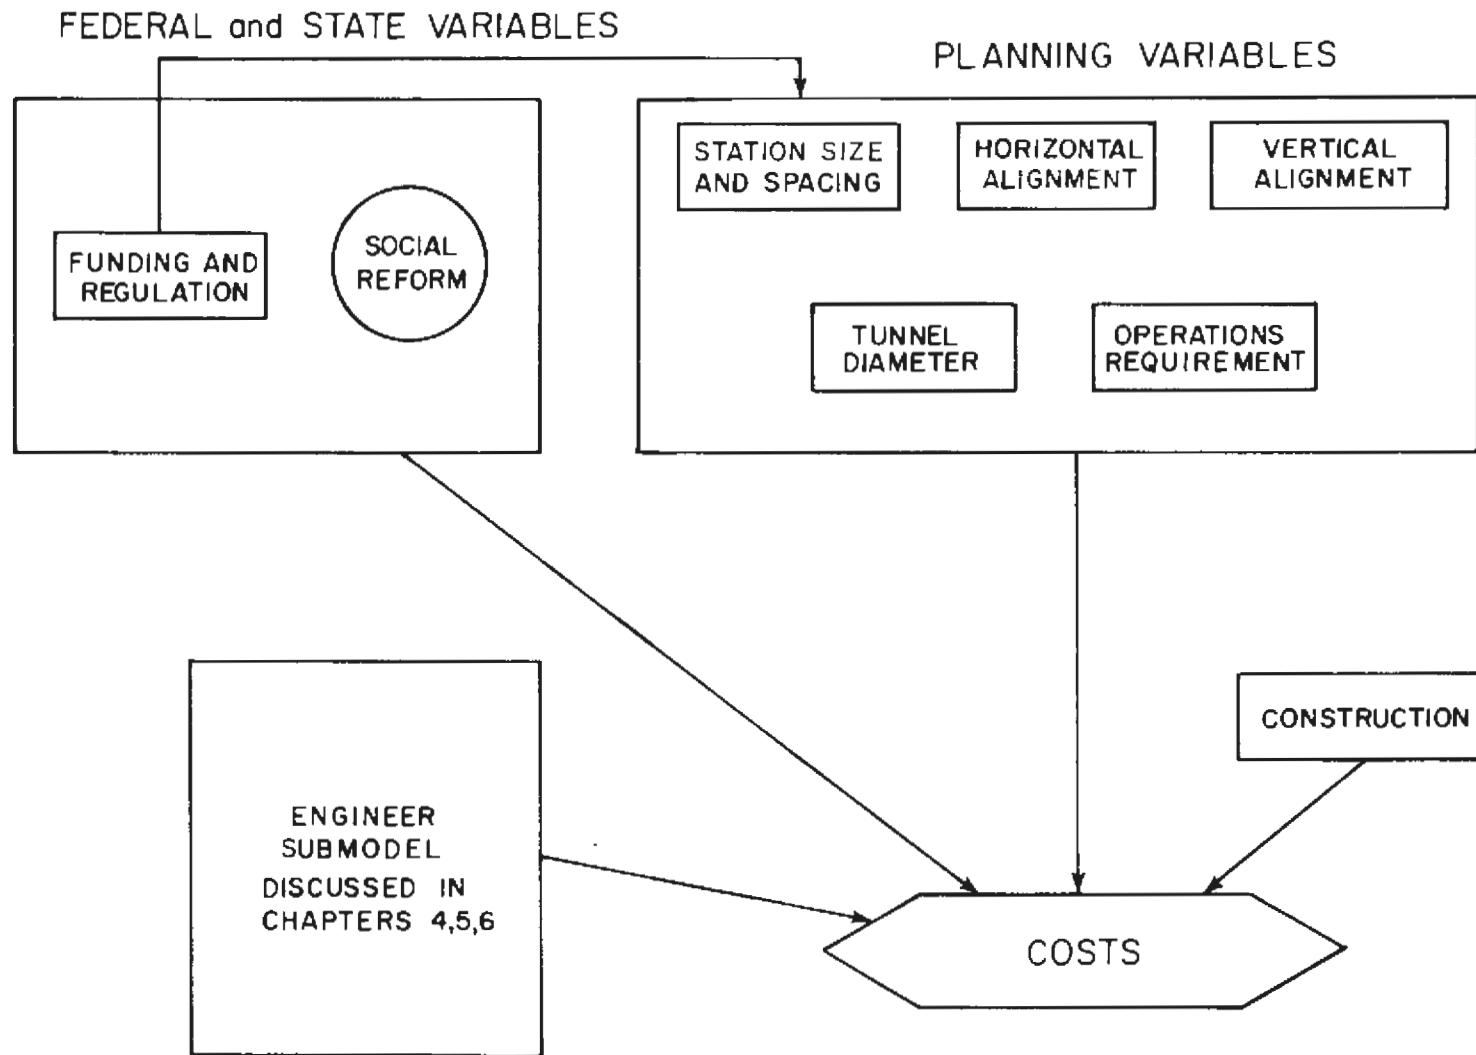 FEDERAL and STATE VARIABLES
PLANNING VARIABLES
STATION SIZE
AND SPACING
HORIZONTAL
ALIGNMENT
VERTICAL
ALIGNMENT
FUNDING AND
REGULATION
SOCIAL
REFORM
TUNNEL
DIAMETER
OPERATIONS
REQUIREMENT
CONSTRUCTION
ENGINEER
SUBMODEL
DISCUSSED IN
CHAPTERS 4,5,6
COSTS